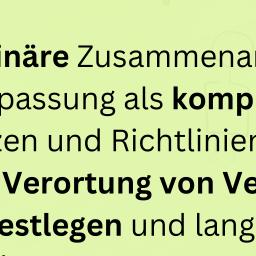 inäre Zusammenar
passung als komp
zen und Richtlinien
Verortung von Ve
estlegen und lang